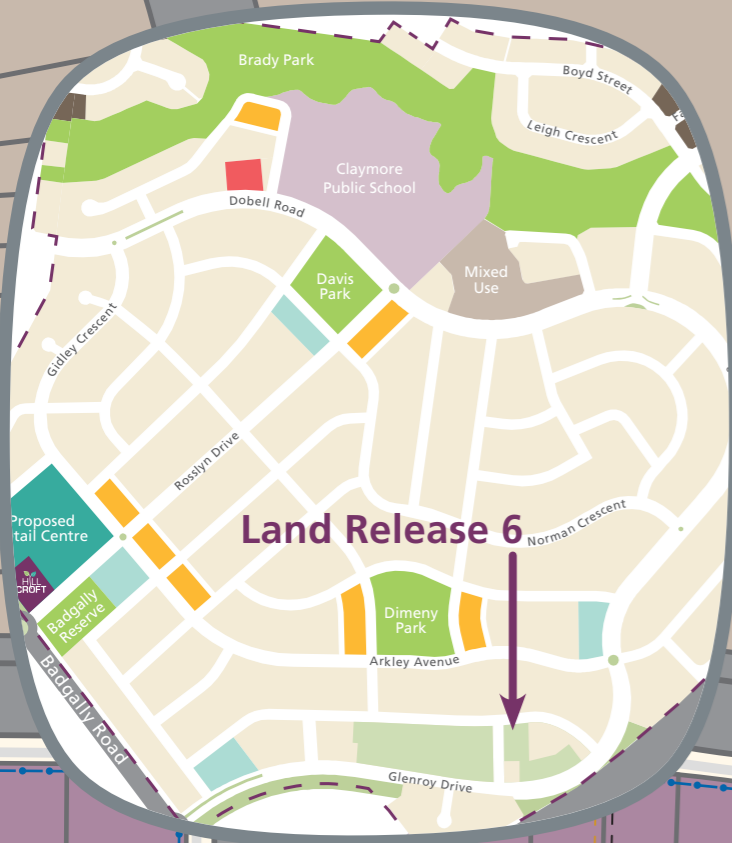 Brady Park
Boyd Street
Leigh Crescent
Claymore
Public School
Dobell Road
Mixed
Use
Davis
Park
Gidley Crescent
Rosslyn Drive
Proposed
tail Centre
Land Release 6
Norman Crescent
HILL
CROFT
Badgally
Reserve
Dimeny
Park
Arkley Avenue
Badgally Road
Glenroy Drive